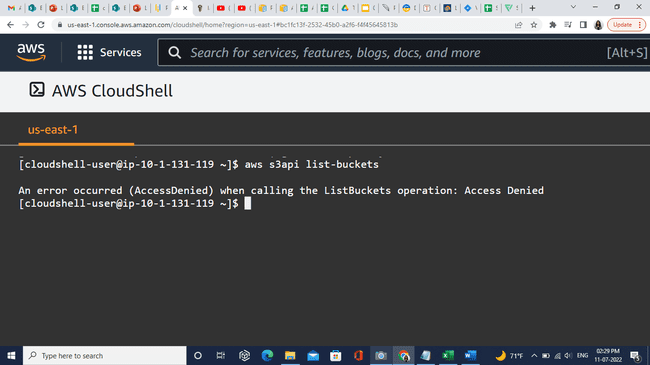 us-east-1.console.aws.amazon.com/cloudshell/home?region=us-east-1#bc1fc13f-2532-45b0-a2f6-f4f45645813b
Update
aws
Services
Search for services, features, blogs, docs, and more
[Alt+S]
AWS CloudShell
us-east-1
[cloudshell-user@ip-10-1-131-119 ~]$ aws s3api list-buckets
An error occurred (AccessDenied) when calling the ListBuckets operation: Access Denied
[cloudshell-user@ip-10-1-131-119 ~]$
Type here to search
71°F
ENG
02:29 PM
11-07-2022